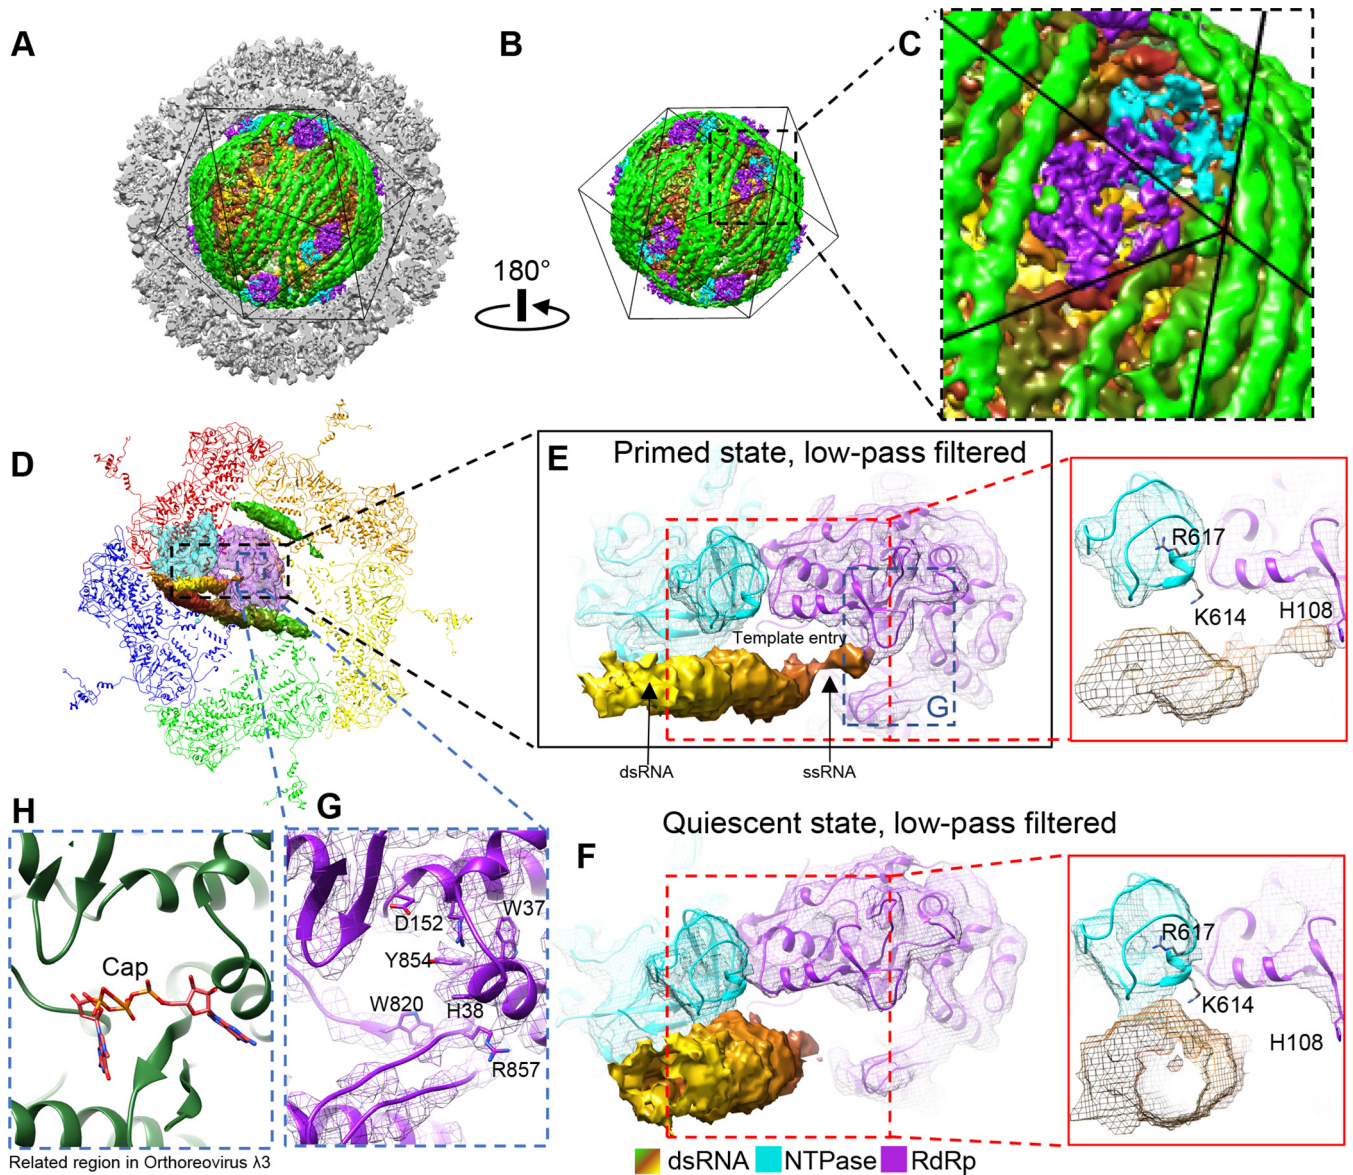 A
B
C
180°
D
E
Primed state, low-pass filtered
Template entry
G
dsRNA
ssRNA
R617
K614
H108
H
Cap
Related region in Orthoreovirus λ3
G
D152
W37
Y854
W820
H38
R857
Quiescent state, low-pass filtered
F
R617
K614
H108
dsRNA
NTPase
RdRp